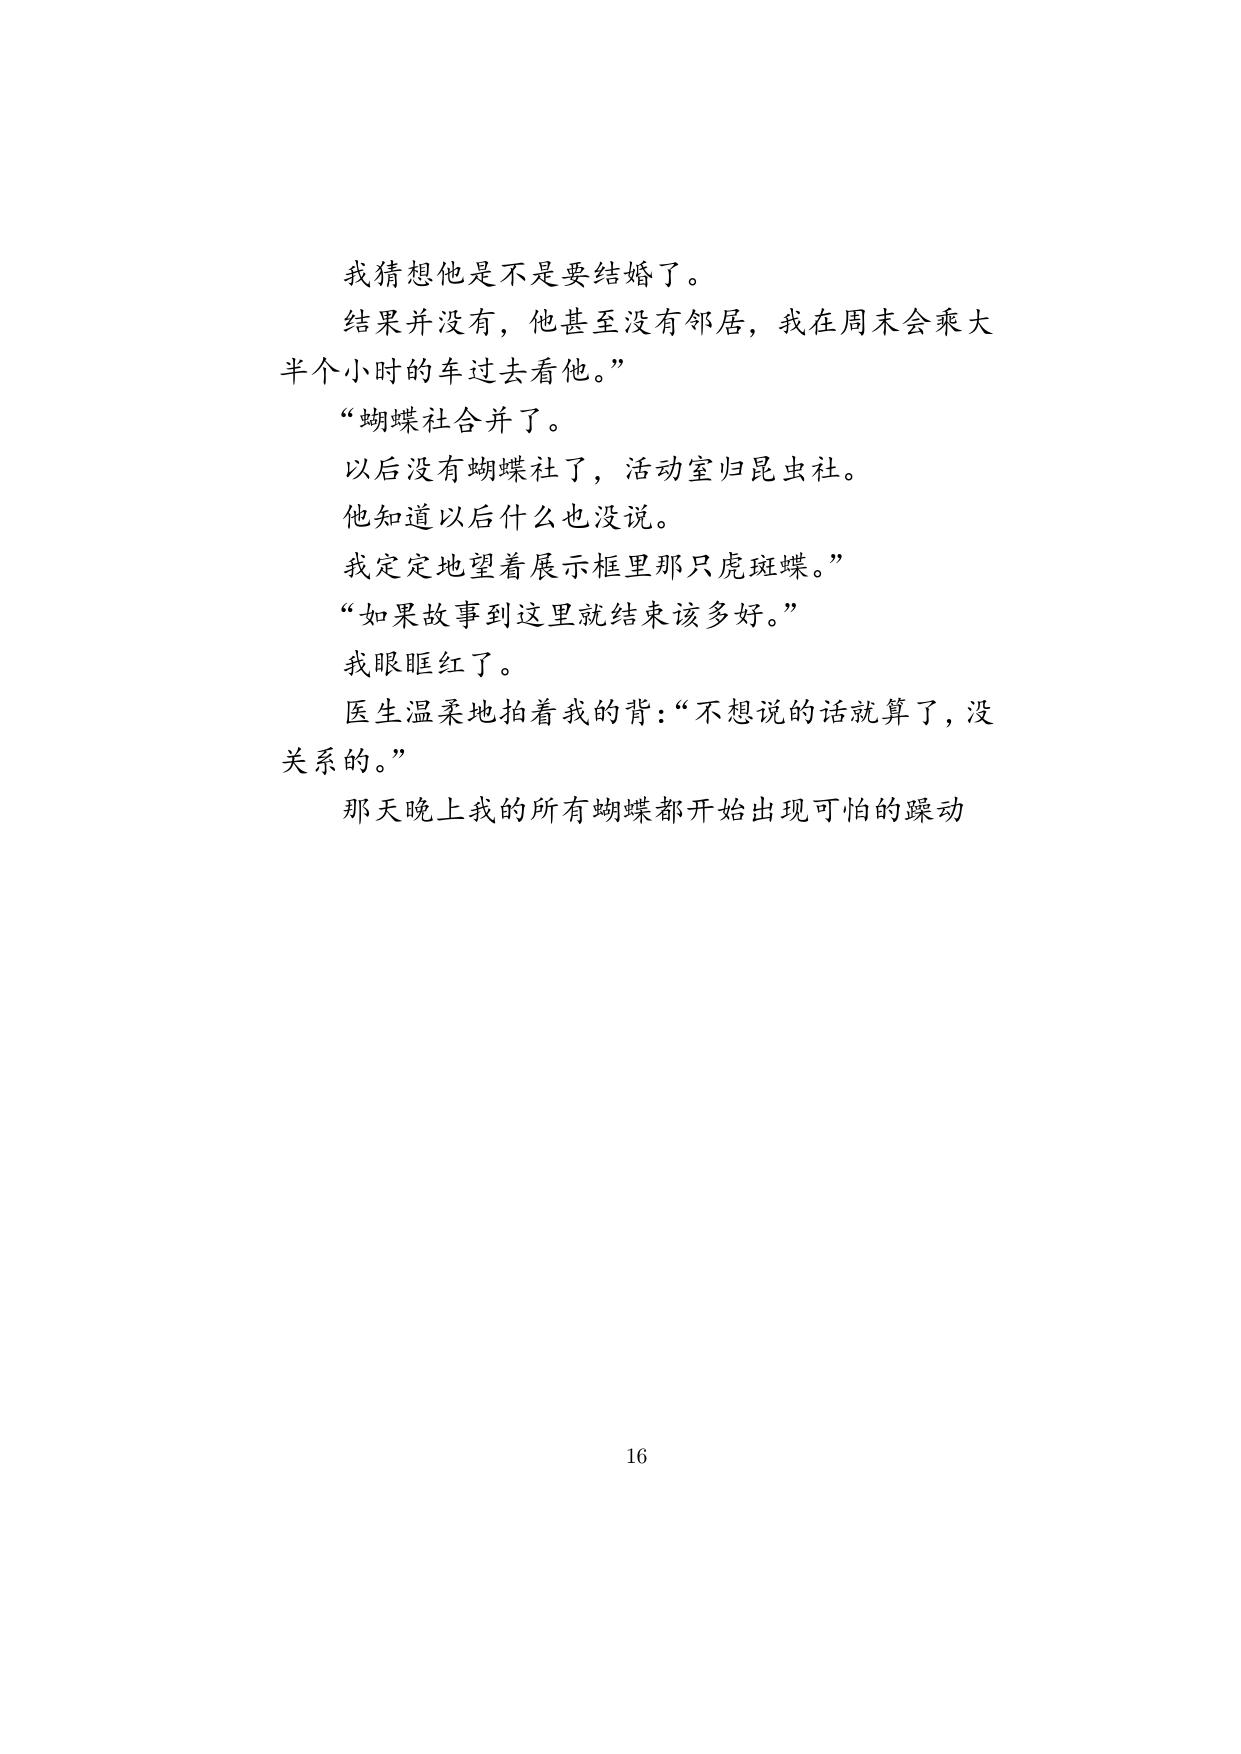 我猜想他是不是要结婚了。
结果并没有，他甚至没有邻居，我在周末会乘大
半个小时的车过去看他。”
“蝴蝶社合并了。
以后没有蝴蝶社了，活动室归昆虫社。
他知道以后什么也没说。
我定定地望着展示框里那只虎斑蝶。”
“如果故事到这里就结束该多好。”
我眼眶红了。
医生温柔地拍着我的背：“不想说的话就算了，没
关系的。”
那天晚上我的所有蝴蝶都开始出现可怕的躁动
16